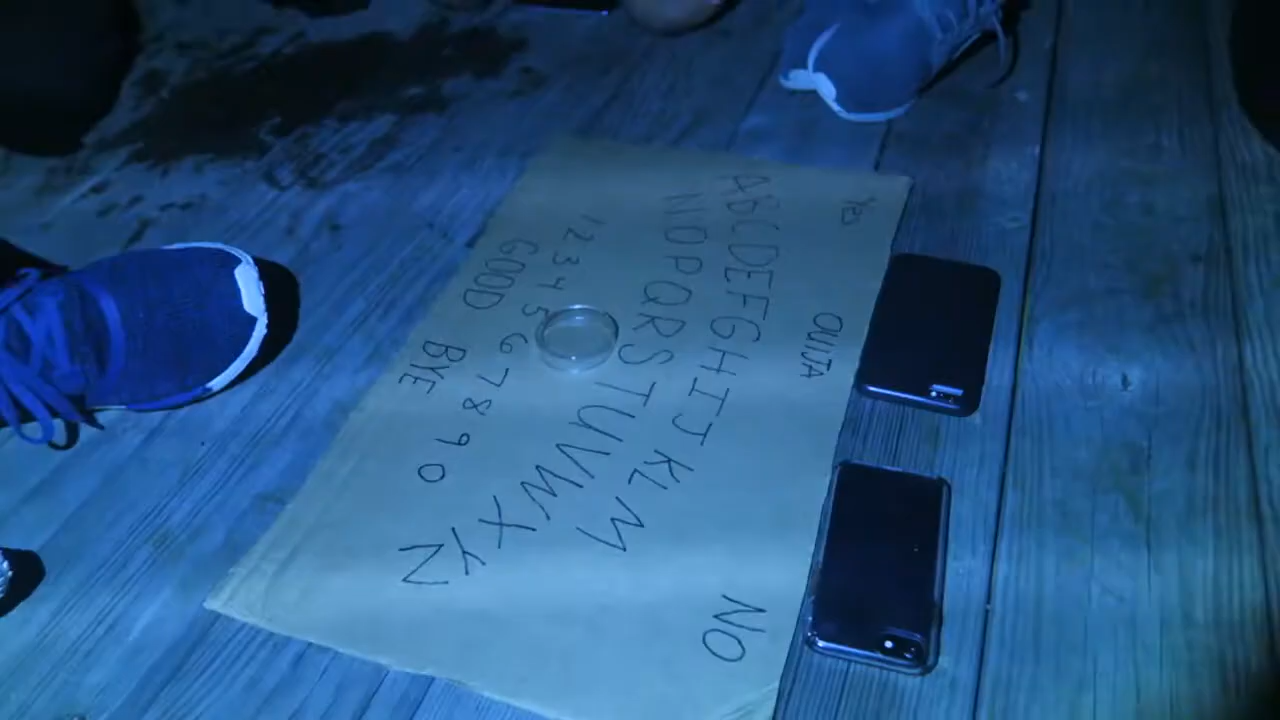 Yes OUIJA NO
ABCDEFGHIJKLM
NOPQRSTUVWXYZ
1234567890
GOOD BYE